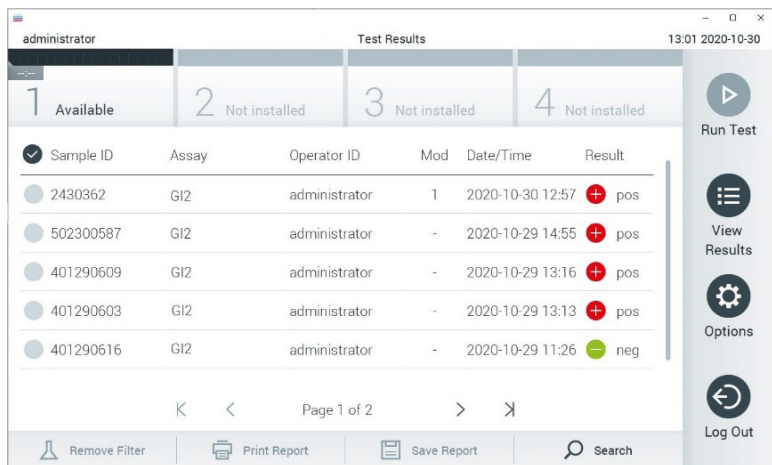 administrator Test Results 13:01 2020-10-30
--:--
1 Available 2 Not installed 3 Not installed 4 Not installed
Run Test
Sample ID Assay Operator ID Mod Date/Time Result
2430362 GI2 administrator 1 2020-10-30 12:57 pos
502300587 GI2 administrator - 2020-10-29 14:55 pos
View
Results
401290609 GI2 administrator - 2020-10-29 13:16 pos
401290603 GI2 administrator - 2020-10-29 13:13 pos
Options
401290616 GI2 administrator - 2020-10-29 11:26 neg
Page 1 of 2
Log Out
Remove Filter Print Report Save Report Search